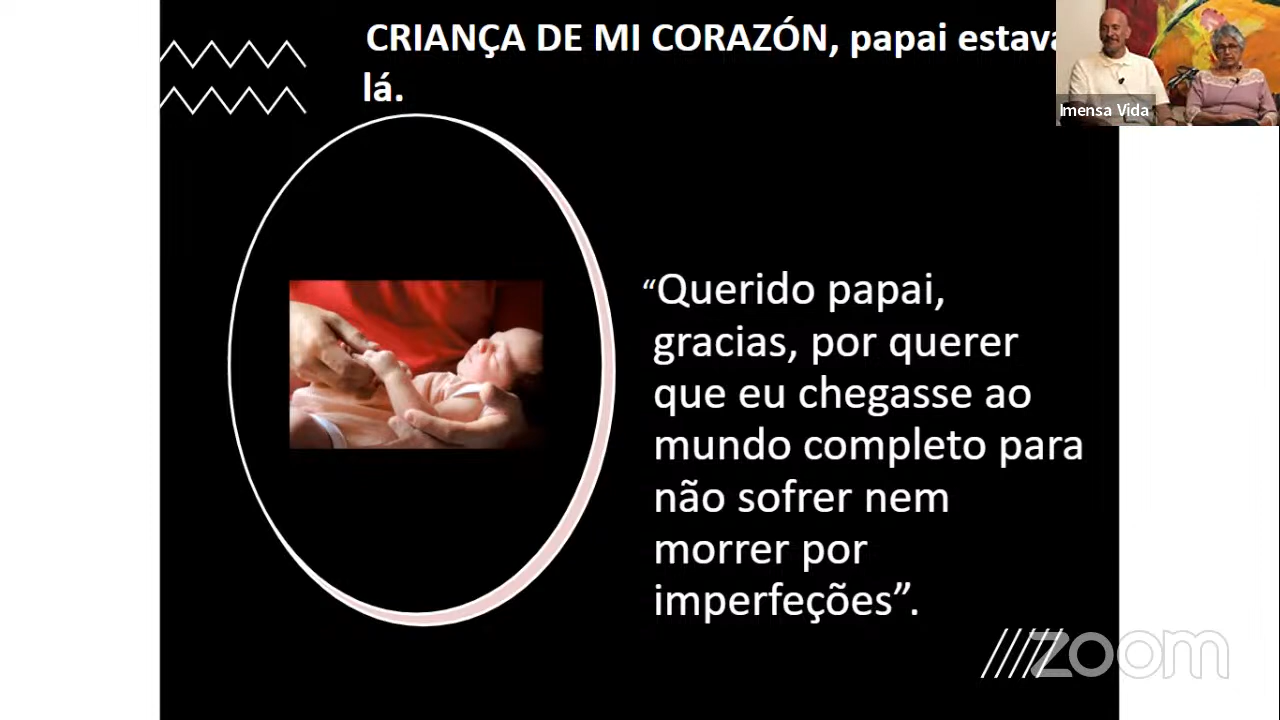 CRIANÇA DE MI CORAZÓN, papai estava
lá.
Imensa Vida
“Querido papai,
gracias, por querer
que eu chegasse ao
mundo completo para
não sofrer nem
morrer por
imperfeções”.
zoom